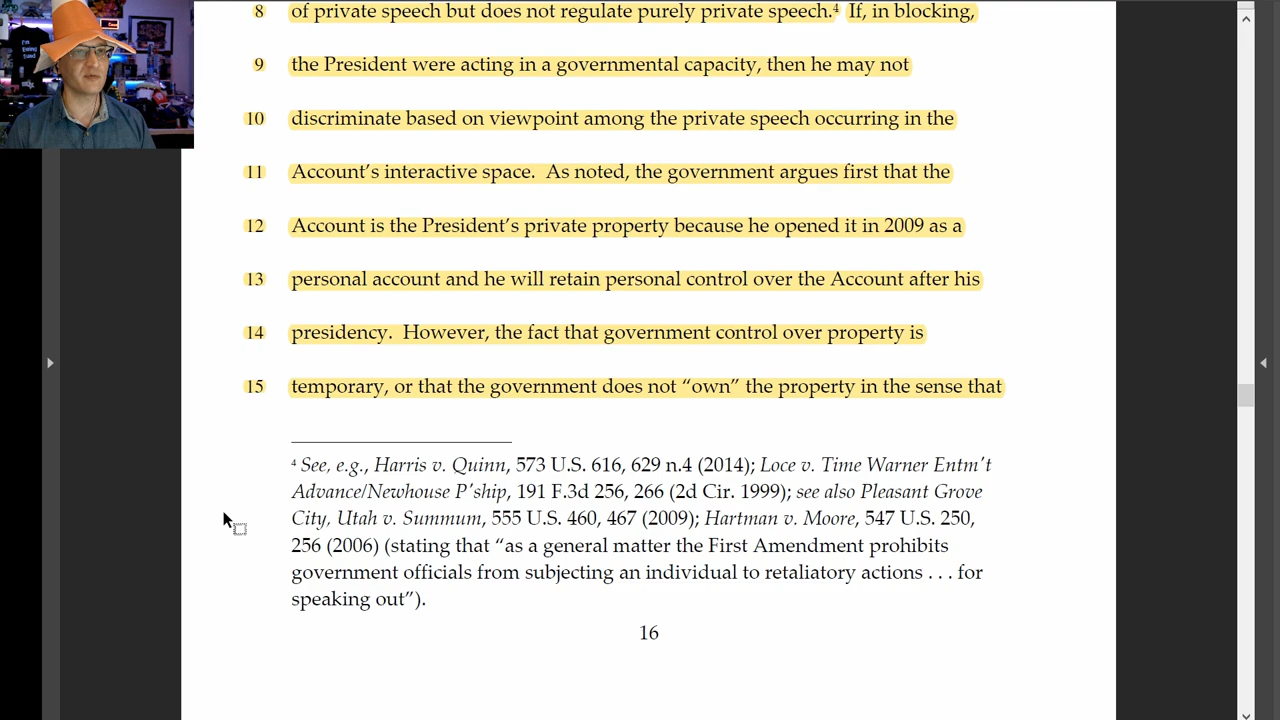 8 of private speech but does not regulate purely private speech.⁴ If, in blocking,
9 the President were acting in a governmental capacity, then he may not
10 discriminate based on viewpoint among the private speech occurring in the
11 Account’s interactive space. As noted, the government argues first that the
12 Account is the President’s private property because he opened it in 2009 as a
13 personal account and he will retain personal control over the Account after his
14 presidency. However, the fact that government control over property is
15 temporary, or that the government does not “own” the property in the sense that
⁴ See, e.g., Harris v. Quinn, 573 U.S. 616, 629 n.4 (2014); Loce v. Time Warner Entm’t
Advance/Newhouse P’ship, 191 F.3d 256, 266 (2d Cir. 1999); see also Pleasant Grove
City, Utah v. Summum, 555 U.S. 460, 467 (2009); Hartman v. Moore, 547 U.S. 250,
256 (2006) (stating that “as a general matter the First Amendment prohibits
government officials from subjecting an individual to retaliatory actions . . . for
speaking out”).
16